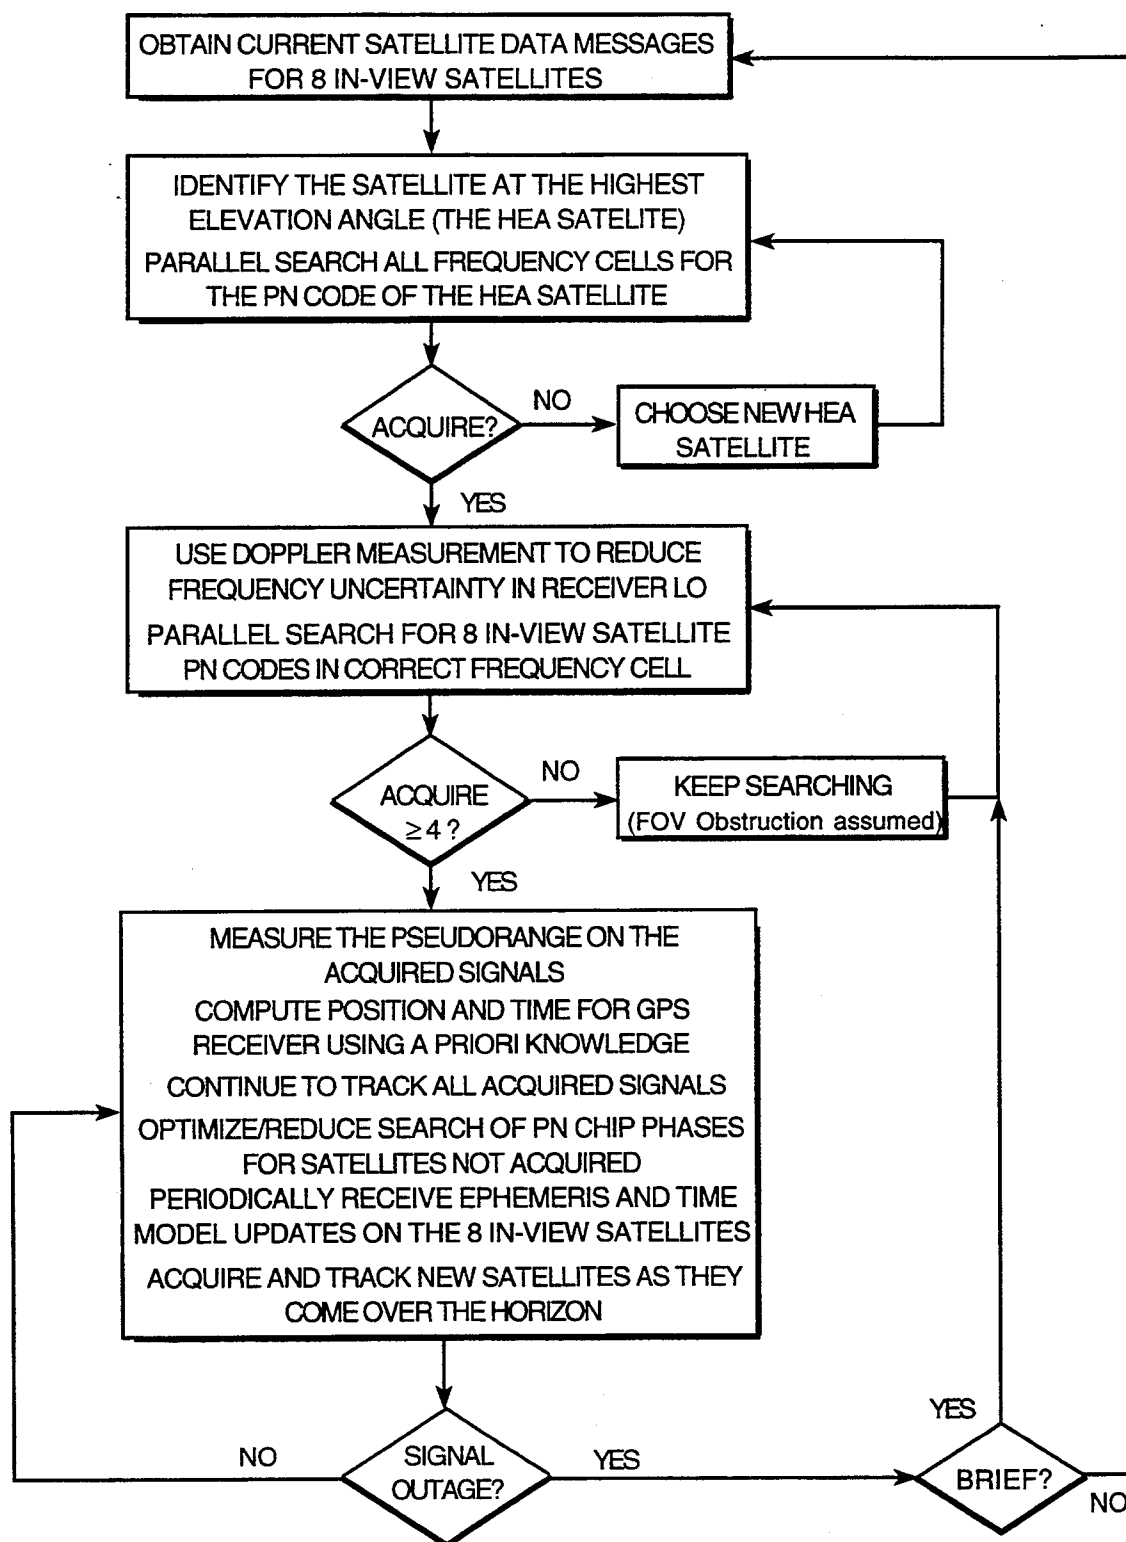 OBTAIN CURRENT SATELLITE DATA MESSAGES
FOR 8 IN-VIEW SATELLITES
IDENTIFY THE SATELLITE AT THE HIGHEST
ELEVATION ANGLE (THE HEA SATELITE)
PARALLEL SEARCH ALL FREQUENCY CELLS FOR
THE PN CODE OF THE HEA SATELLITE
ACQUIRE?
NO
CHOOSE NEW HEA
SATELLITE
YES
USE DOPPLER MEASUREMENT TO REDUCE
FREQUENCY UNCERTAINTY IN RECEIVER LO
PARALLEL SEARCH FOR 8 IN-VIEW SATELLITE
PN CODES IN CORRECT FREQUENCY CELL
ACQUIRE
≥4?
NO
KEEP SEARCHING
(FOV Obstruction assumed)
YES
MEASURE THE PSEUDORANGE ON THE
ACQUIRED SIGNALS
COMPUTE POSITION AND TIME FOR GPS
RECEIVER USING A PRIORI KNOWLEDGE
CONTINUE TO TRACK ALL ACQUIRED SIGNALS
OPTIMIZE/REDUCE SEARCH OF PN CHIP PHASES
FOR SATELLITES NOT ACQUIRED
PERIODICALLY RECEIVE EPHEMERIS AND TIME
MODEL UPDATES ON THE 8 IN-VIEW SATELLITES
ACQUIRE AND TRACK NEW SATELLITES AS THEY
COME OVER THE HORIZON
NO
SIGNAL
OUTAGE?
YES
YES
BRIEF?
NO